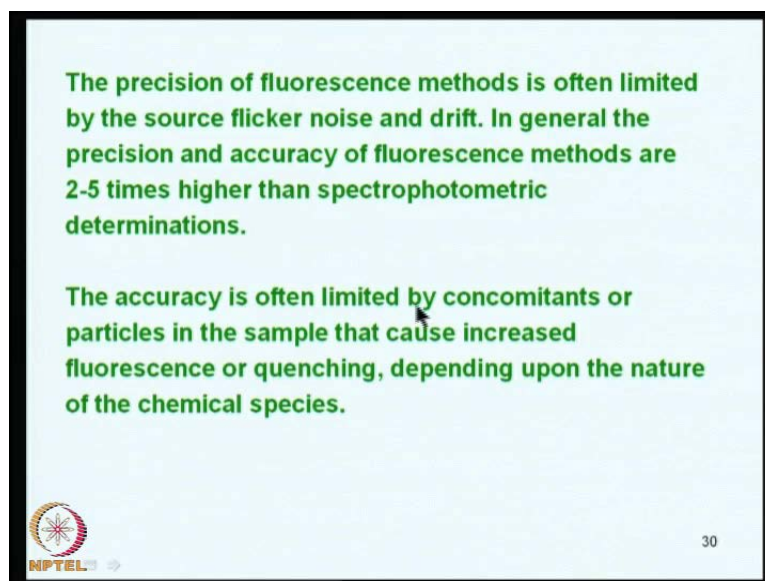 The precision of fluorescence methods is often limited
by the source flicker noise and drift. In general the
precision and accuracy of fluorescence methods are
2-5 times higher than spectrophotometric
determinations.
The accuracy is often limited by concomitants or
particles in the sample that cause increased
fluorescence or quenching, depending upon the nature
of the chemical species.
30
NPTEL